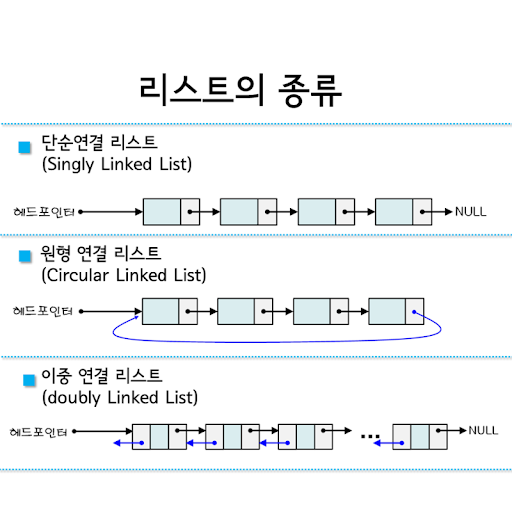 리스트의 종류
단순연결 리스트
(Singly Linked List)
헤드포인터 NULL
원형 연결 리스트
(Circular Linked List)
헤드포인터
이중 연결 리스트
(doubly Linked List)
헤드포인터 ... NULL